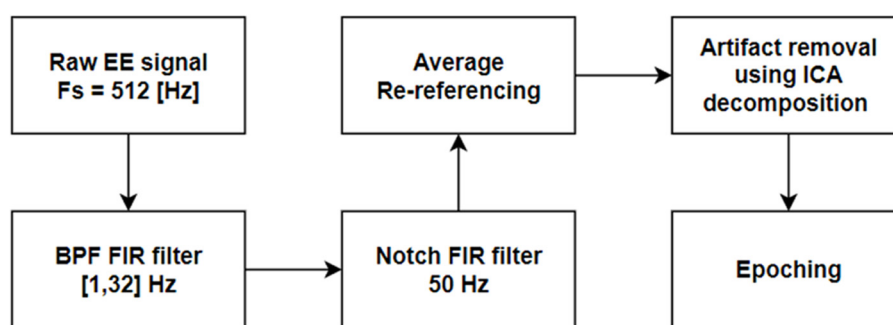 Raw EE signal
Fs = 512 [Hz]
BPF FIR filter
[1,32] Hz
Notch FIR filter
50 Hz
Average
Re-referencing
Artifact removal
using ICA
decomposition
Epoching